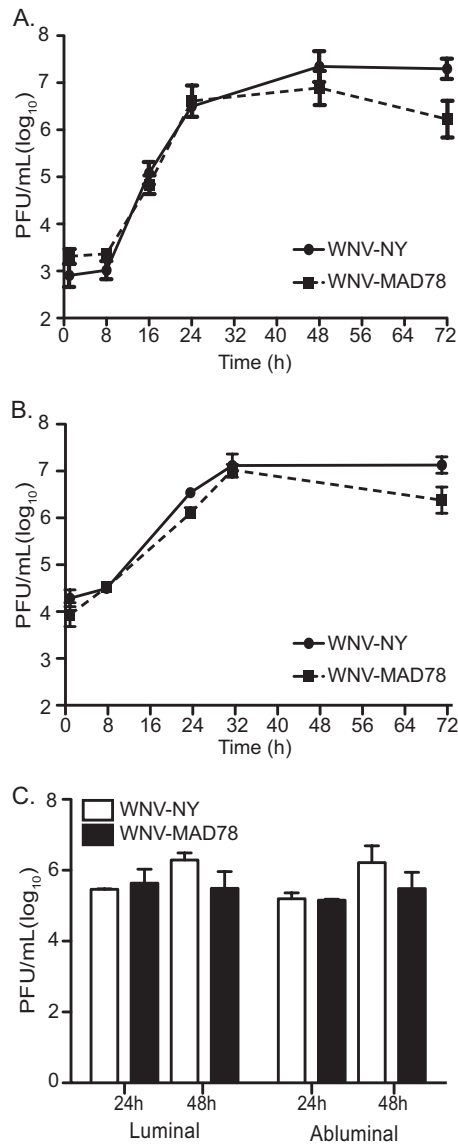 A.
8
7
6
5
4
3
2
PFU/mL(log10)
WNV-NY
WNV-MAD78
0 8 16 24 32 40 48 56 64 72
Time (h)
B.
8
7
6
5
4
3
2
PFU/mL(log10)
WNV-NY
WNV-MAD78
0 8 16 24 32 40 48 56 64 72
Time (h)
C.
8
6
5
2
0
PFU/mL(log10)
WNV-NY
WNV-MAD78
24h 48h 24h 48h
Luminal Abluminal